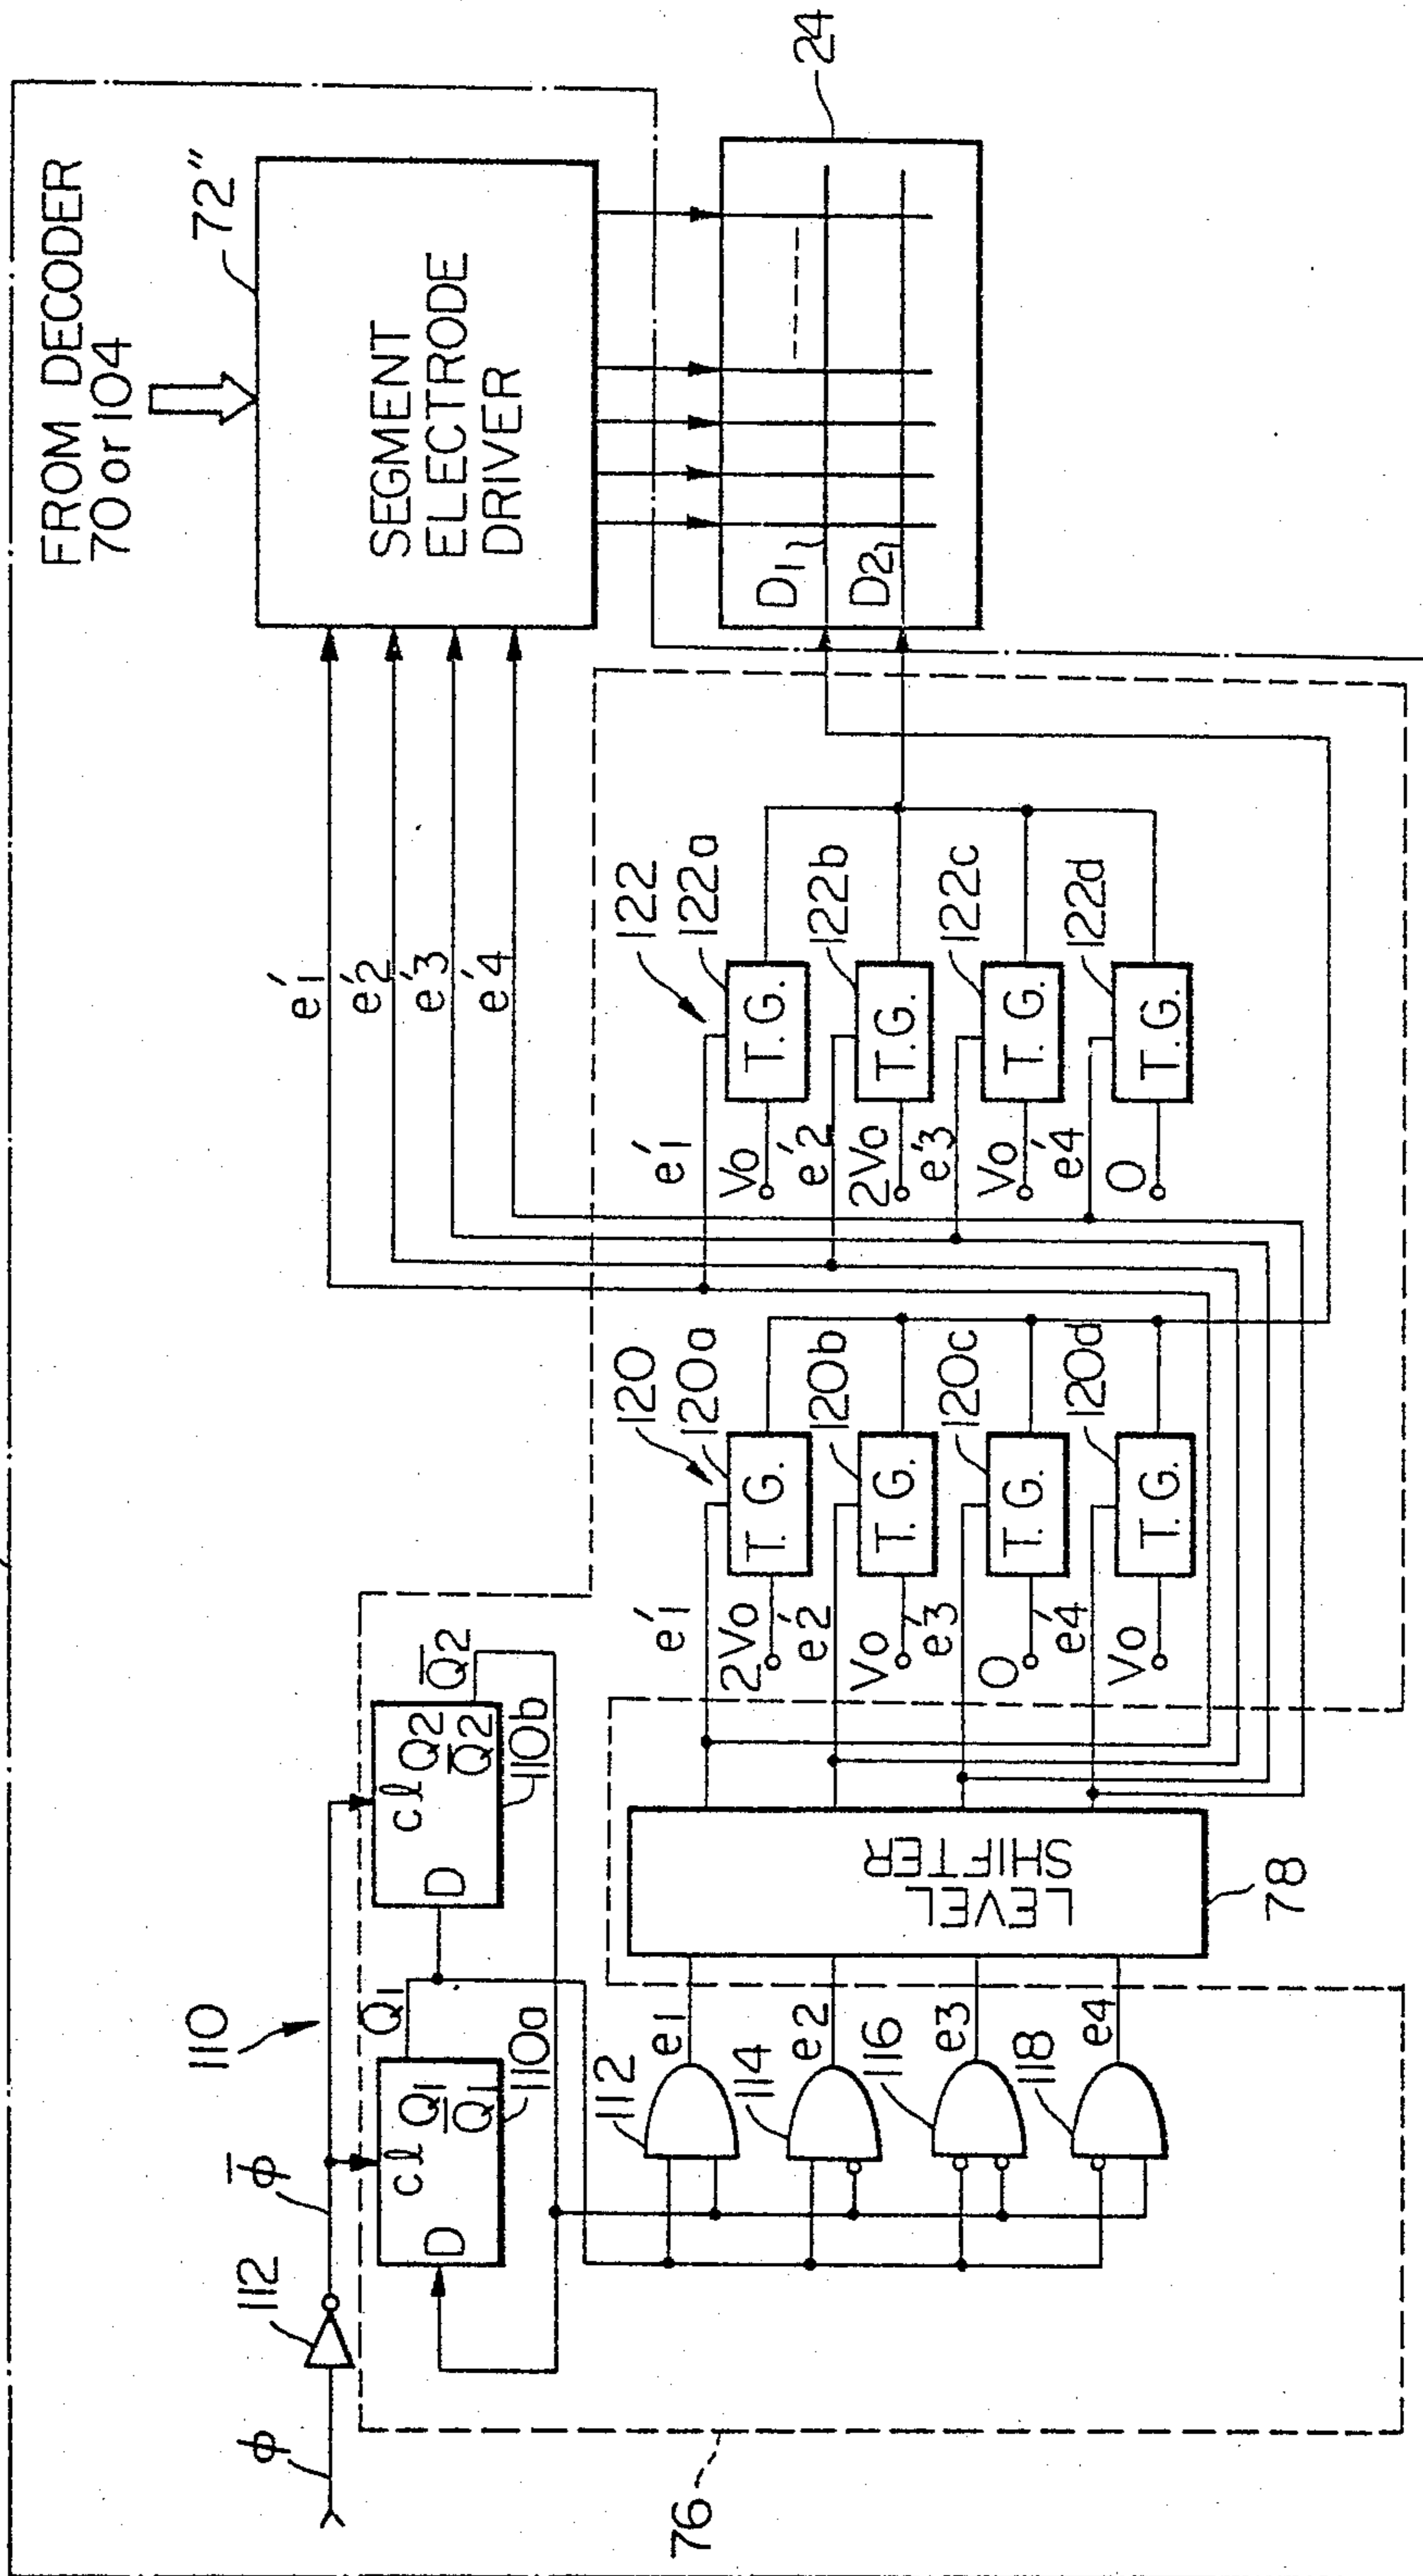 FROM DECODER
70 or 104
72"
SEGMENT
ELECTRODE
DRIVER
24
D1
D2
e'1
e'2
e'3
e'4
122
122a
122b
122c
122d
T. G.
T. G.
T. G.
T. G.
e'1
Vo
e'2
2Vo
e'3
Vo
e'4
0
120
120a
120b
120c
120d
T. G.
T. G.
T. G.
T. G.
e'1
2Vo
e'2
Vo
e'3
0
e'4
Vo
LEVEL
SHIFTER
78
ϕ
112
ϕ̅
110
D
cl
Q1
Q̅1
Q1
110a
D
cl
Q2
Q̅2
Q̅2
110b
112
e1
114
e2
116
e3
118
e4
76